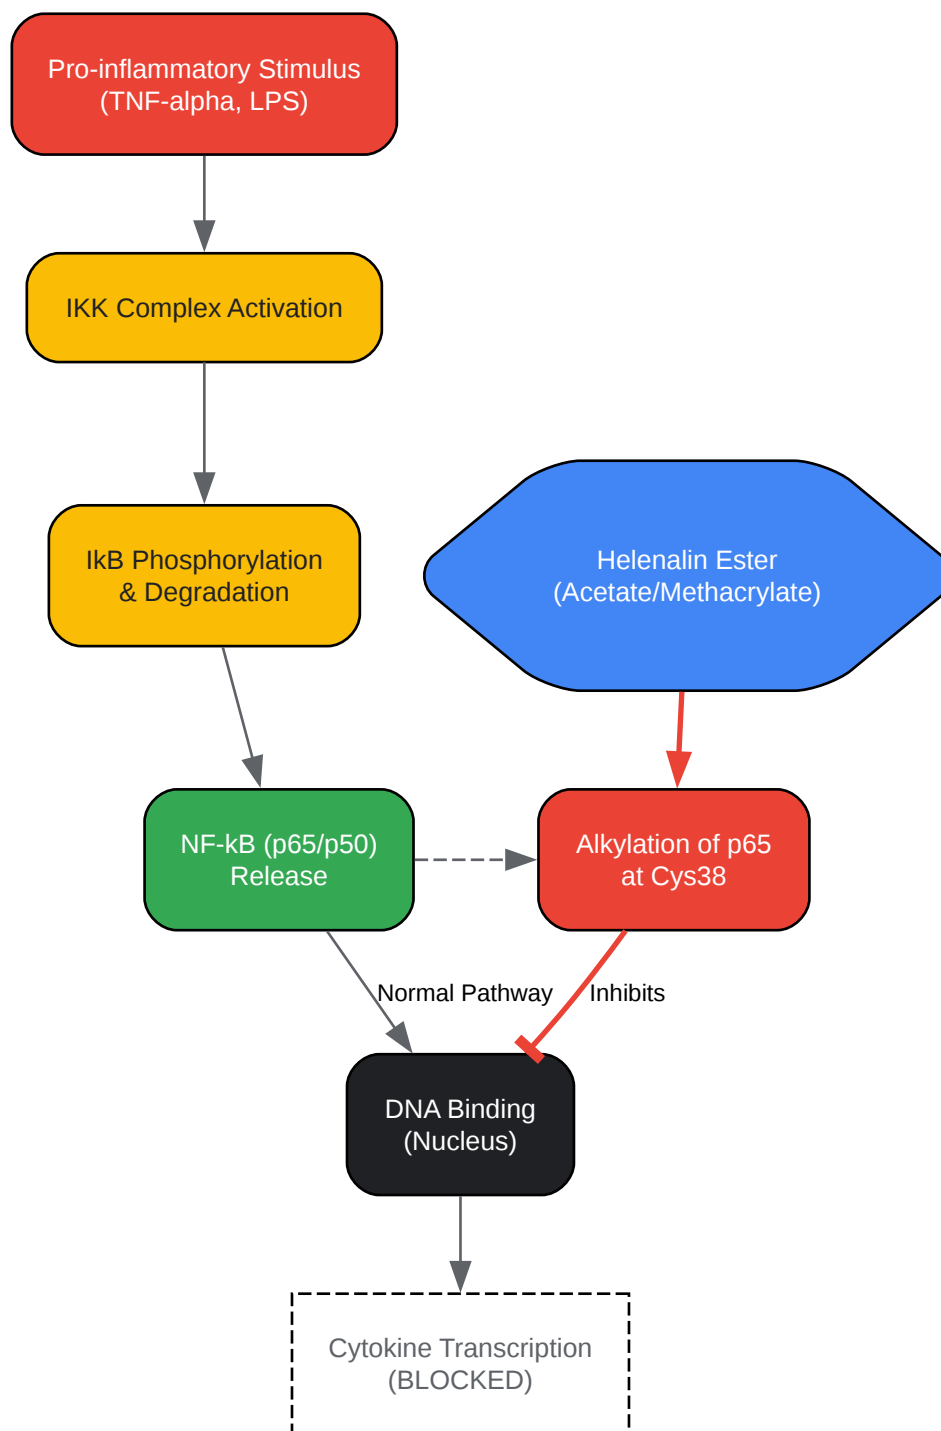 Pro-inflammatory Stimulus
(TNF-alpha, LPS)
IKK Complex Activation
IkB Phosphorylation
& Degradation
Helenalin Ester
(Acetate/Methacrylate)
NF-kB (p65/p50)
Release
Alkylation of p65
at Cys38
Normal Pathway
Inhibits
DNA Binding
(Nucleus)
Cytokine Transcription
(BLOCKED)